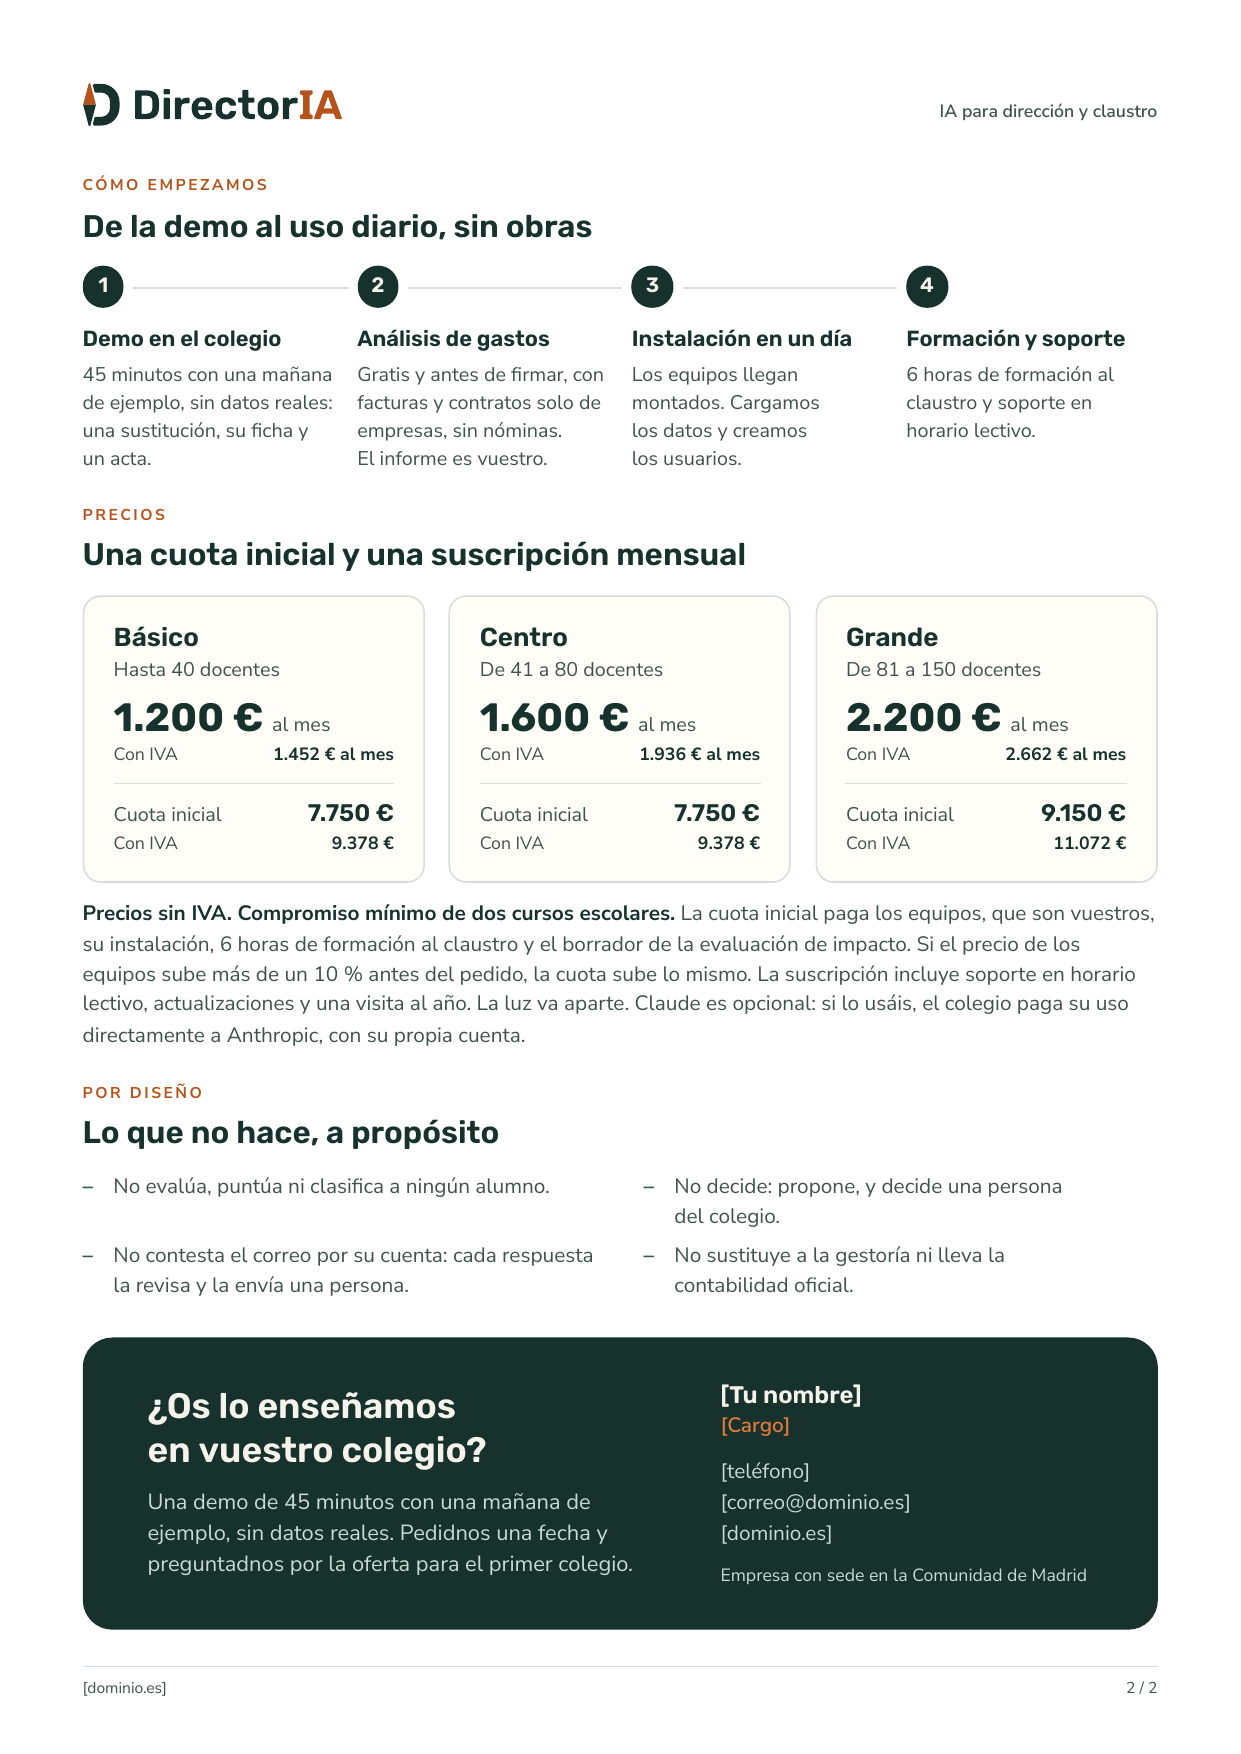 DirectorIA
IA para dirección y claustro
CÓMO EMPEZAMOS
De la demo al uso diario, sin obras
1
2
3
4
Demo en el colegio
45 minutos con una mañana
de ejemplo, sin datos reales:
una sustitución, su ficha y
un acta.
Análisis de gastos
Gratis y antes de firmar, con
facturas y contratos solo de
empresas, sin nóminas.
El informe es vuestro.
Instalación en un día
Los equipos llegan
montados. Cargamos
los datos y creamos
los usuarios.
Formación y soporte
6 horas de formación al
claustro y soporte en
horario lectivo.
PRECIOS
Una cuota inicial y una suscripción mensual
Básico
Hasta 40 docentes
1.200 € al mes
Con IVA 1.452 € al mes
Cuota inicial 7.750 €
Con IVA 9.378 €
Centro
De 41 a 80 docentes
1.600 € al mes
Con IVA 1.936 € al mes
Cuota inicial 7.750 €
Con IVA 9.378 €
Grande
De 81 a 150 docentes
2.200 € al mes
Con IVA 2.662 € al mes
Cuota inicial 9.150 €
Con IVA 11.072 €
Precios sin IVA. Compromiso mínimo de dos cursos escolares. La cuota inicial paga los equipos, que son vuestros,
su instalación, 6 horas de formación al claustro y el borrador de la evaluación de impacto. Si el precio de los
equipos sube más de un 10 % antes del pedido, la cuota sube lo mismo. La suscripción incluye soporte en horario
lectivo, actualizaciones y una visita al año. La luz va aparte. Claude es opcional: si lo usáis, el colegio paga su uso
directamente a Anthropic, con su propia cuenta.
POR DISEÑO
Lo que no hace, a propósito
– No evalúa, puntúa ni clasifica a ningún alumno.
– No decide: propone, y decide una persona
del colegio.
– No contesta el correo por su cuenta: cada respuesta
la revisa y la envía una persona.
– No sustituye a la gestoría ni lleva la
contabilidad oficial.
¿Os lo enseñamos
en vuestro colegio?
Una demo de 45 minutos con una mañana de
ejemplo, sin datos reales. Pedidnos una fecha y
preguntadnos por la oferta para el primer colegio.
[Tu nombre]
[Cargo]
[teléfono]
[correo@dominio.es]
[dominio.es]
Empresa con sede en la Comunidad de Madrid
[dominio.es]
2 / 2